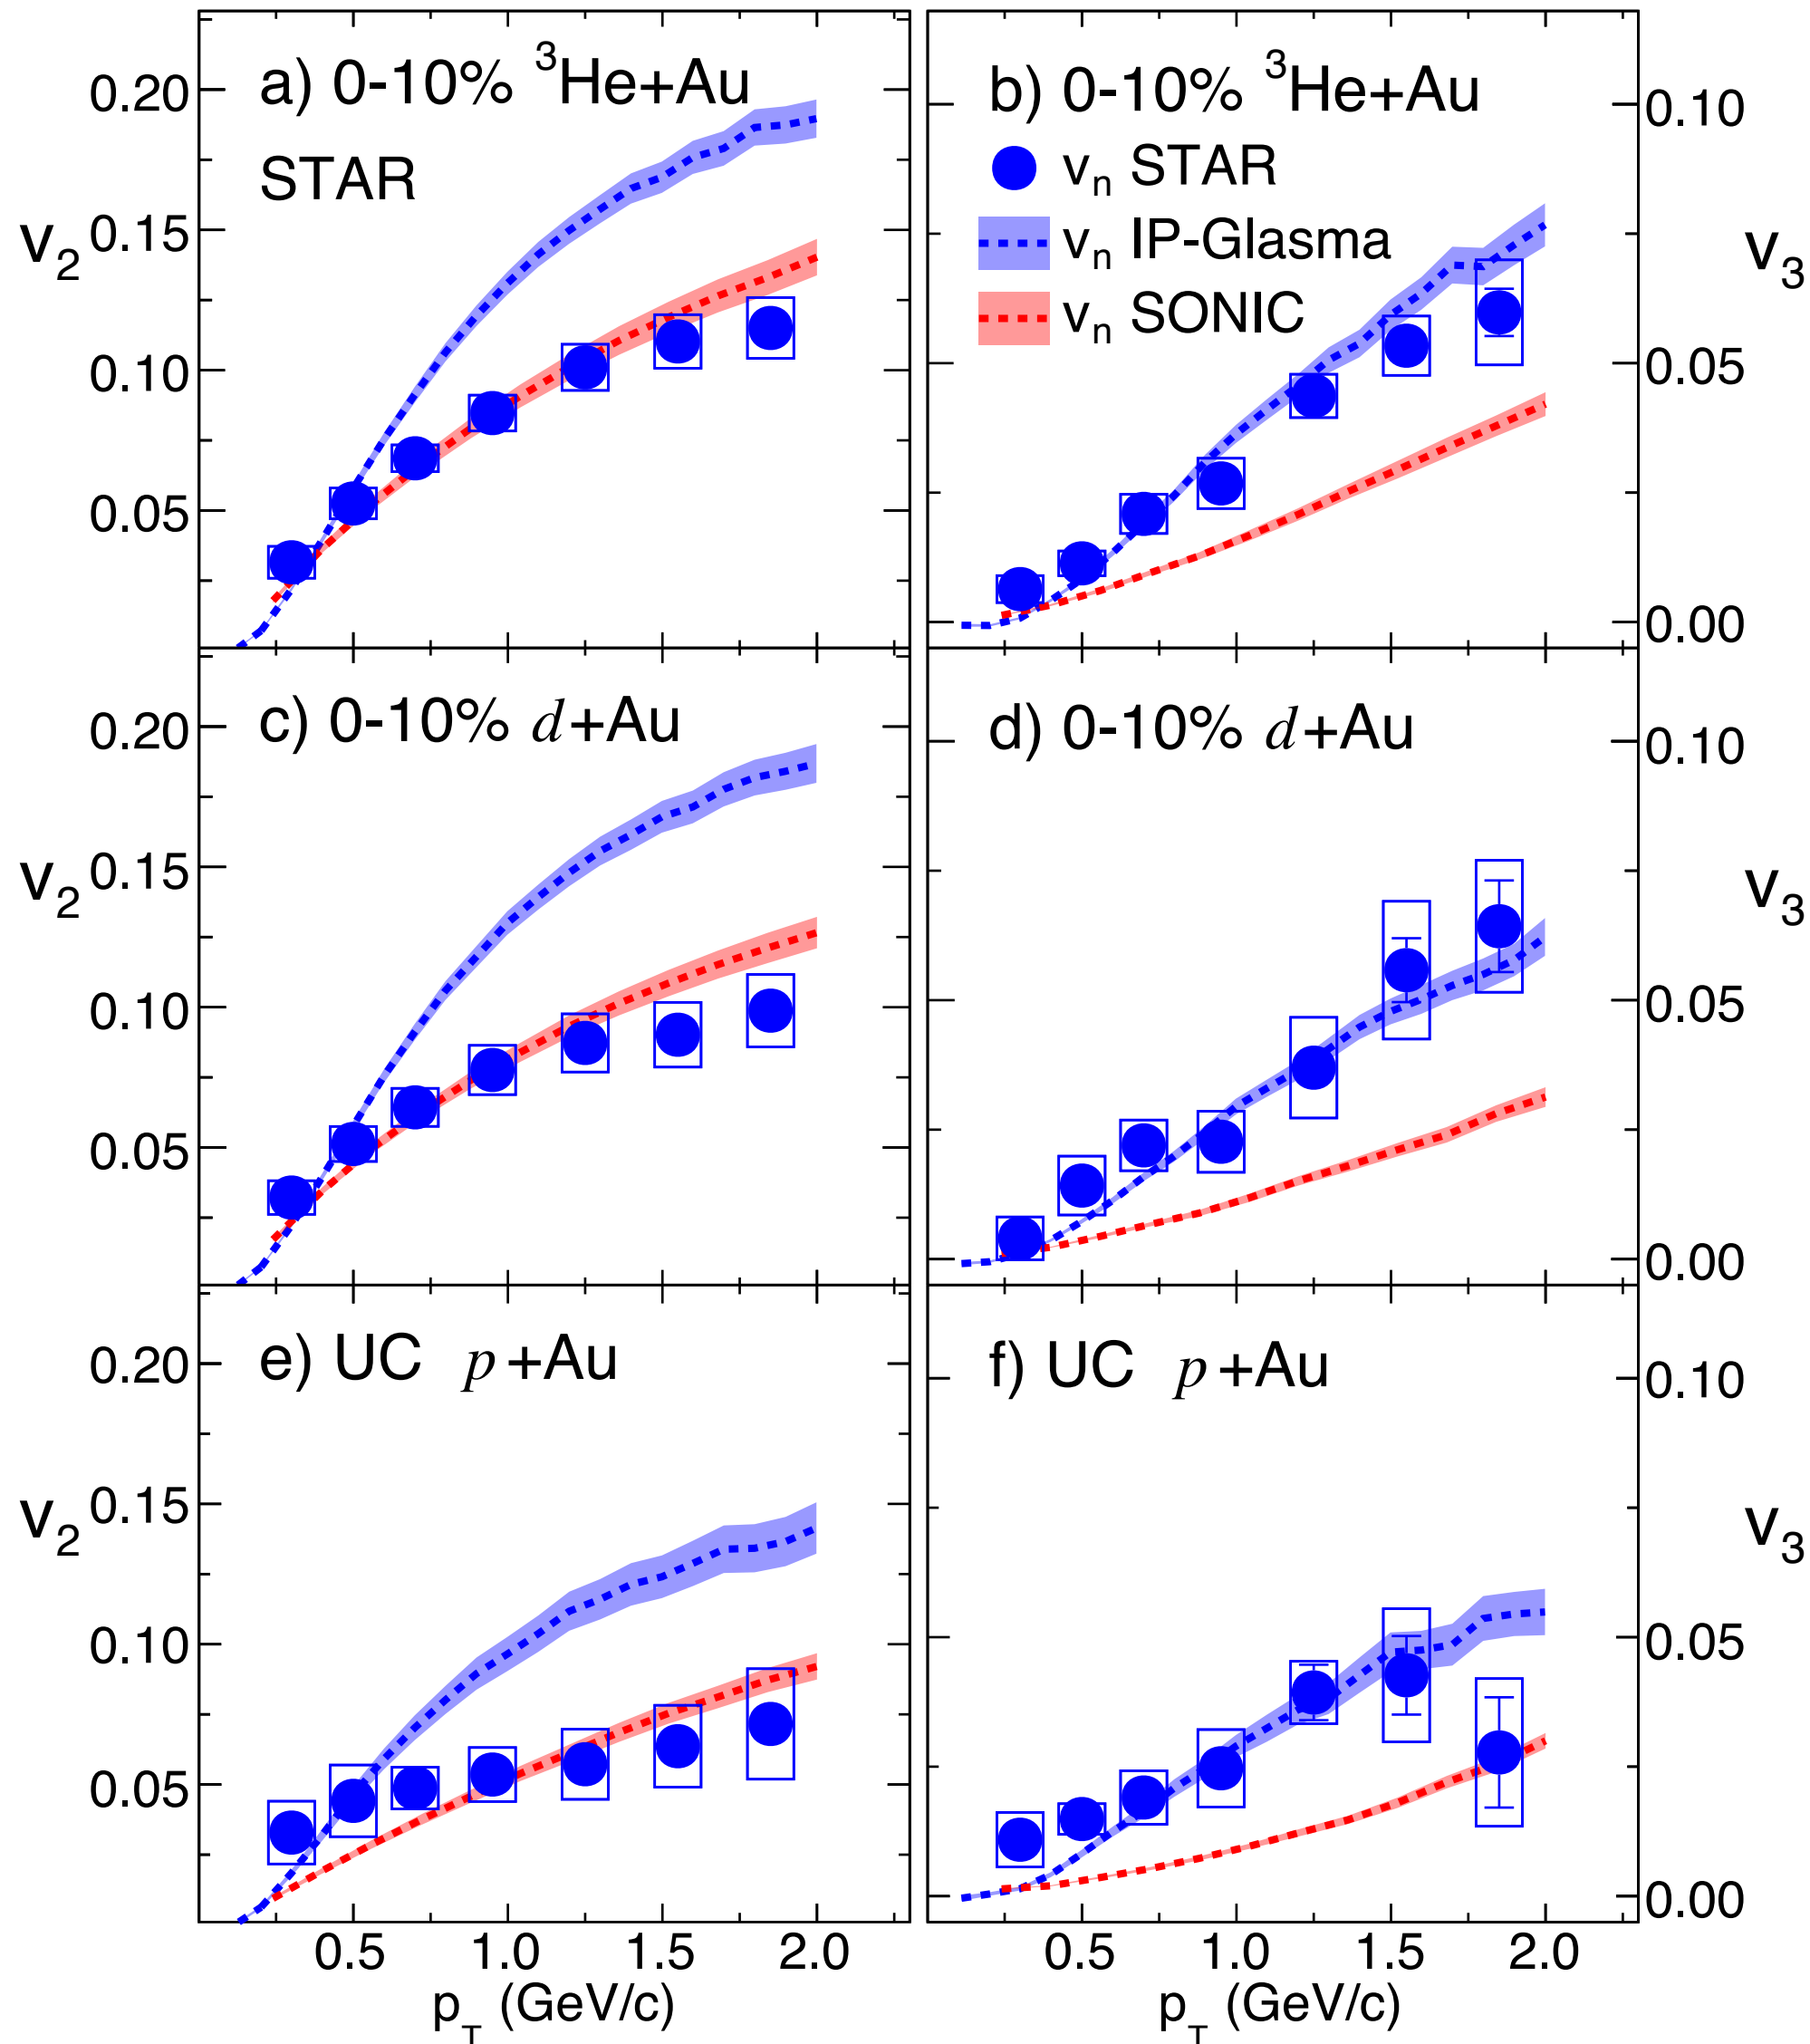 a) 0-10% ³He+Au
STAR
v₂
0.20
0.15
0.10
0.05
b) 0-10% ³He+Au
vₙ STAR
vₙ IP-Glasma
vₙ SONIC
0.10
0.05
0.00
v₃
c) 0-10% d+Au
v₂
0.20
0.15
0.10
0.05
d) 0-10% d+Au
0.10
0.05
0.00
v₃
e) UC p+Au
v₂
0.20
0.15
0.10
0.05
f) UC p+Au
0.10
0.05
0.00
v₃
0.5 1.0 1.5 2.0
p_T (GeV/c)
0.5 1.0 1.5 2.0
p_T (GeV/c)